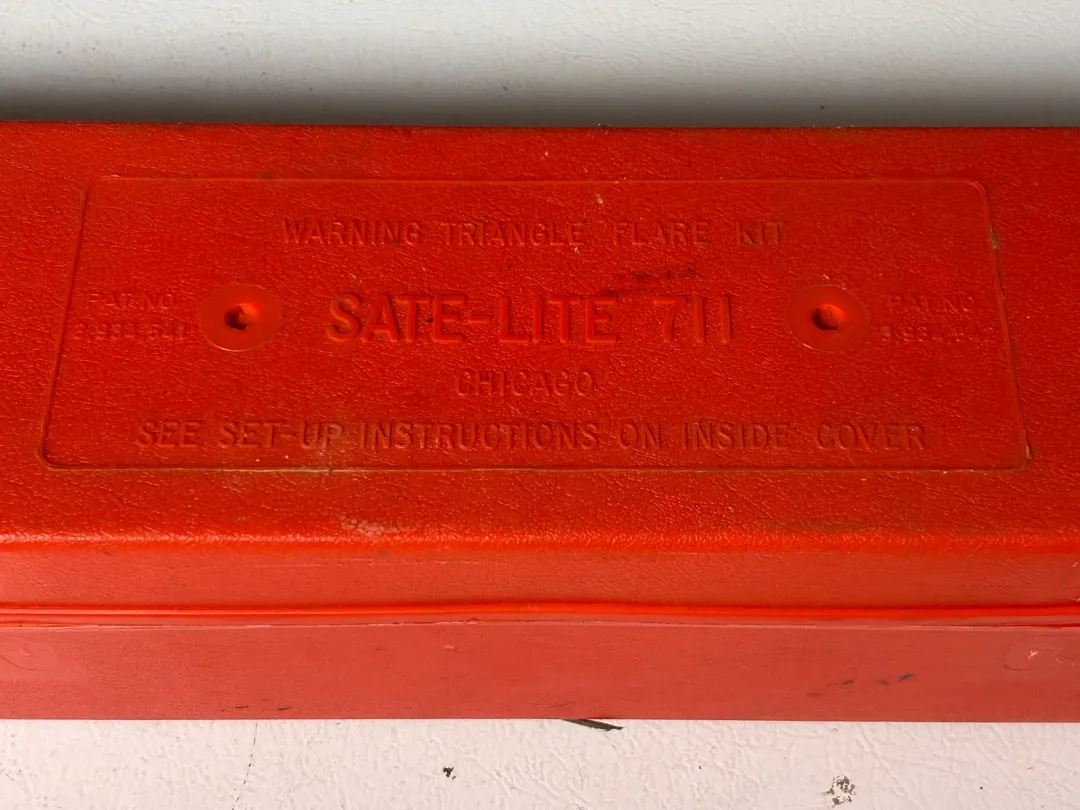 WARNING TRIANGLE FLARE KIT
PAT. NO.
SATE-LITE 711
PAT. NO.
CHICAGO
SEE SET-UP INSTRUCTIONS ON INSIDE COVER